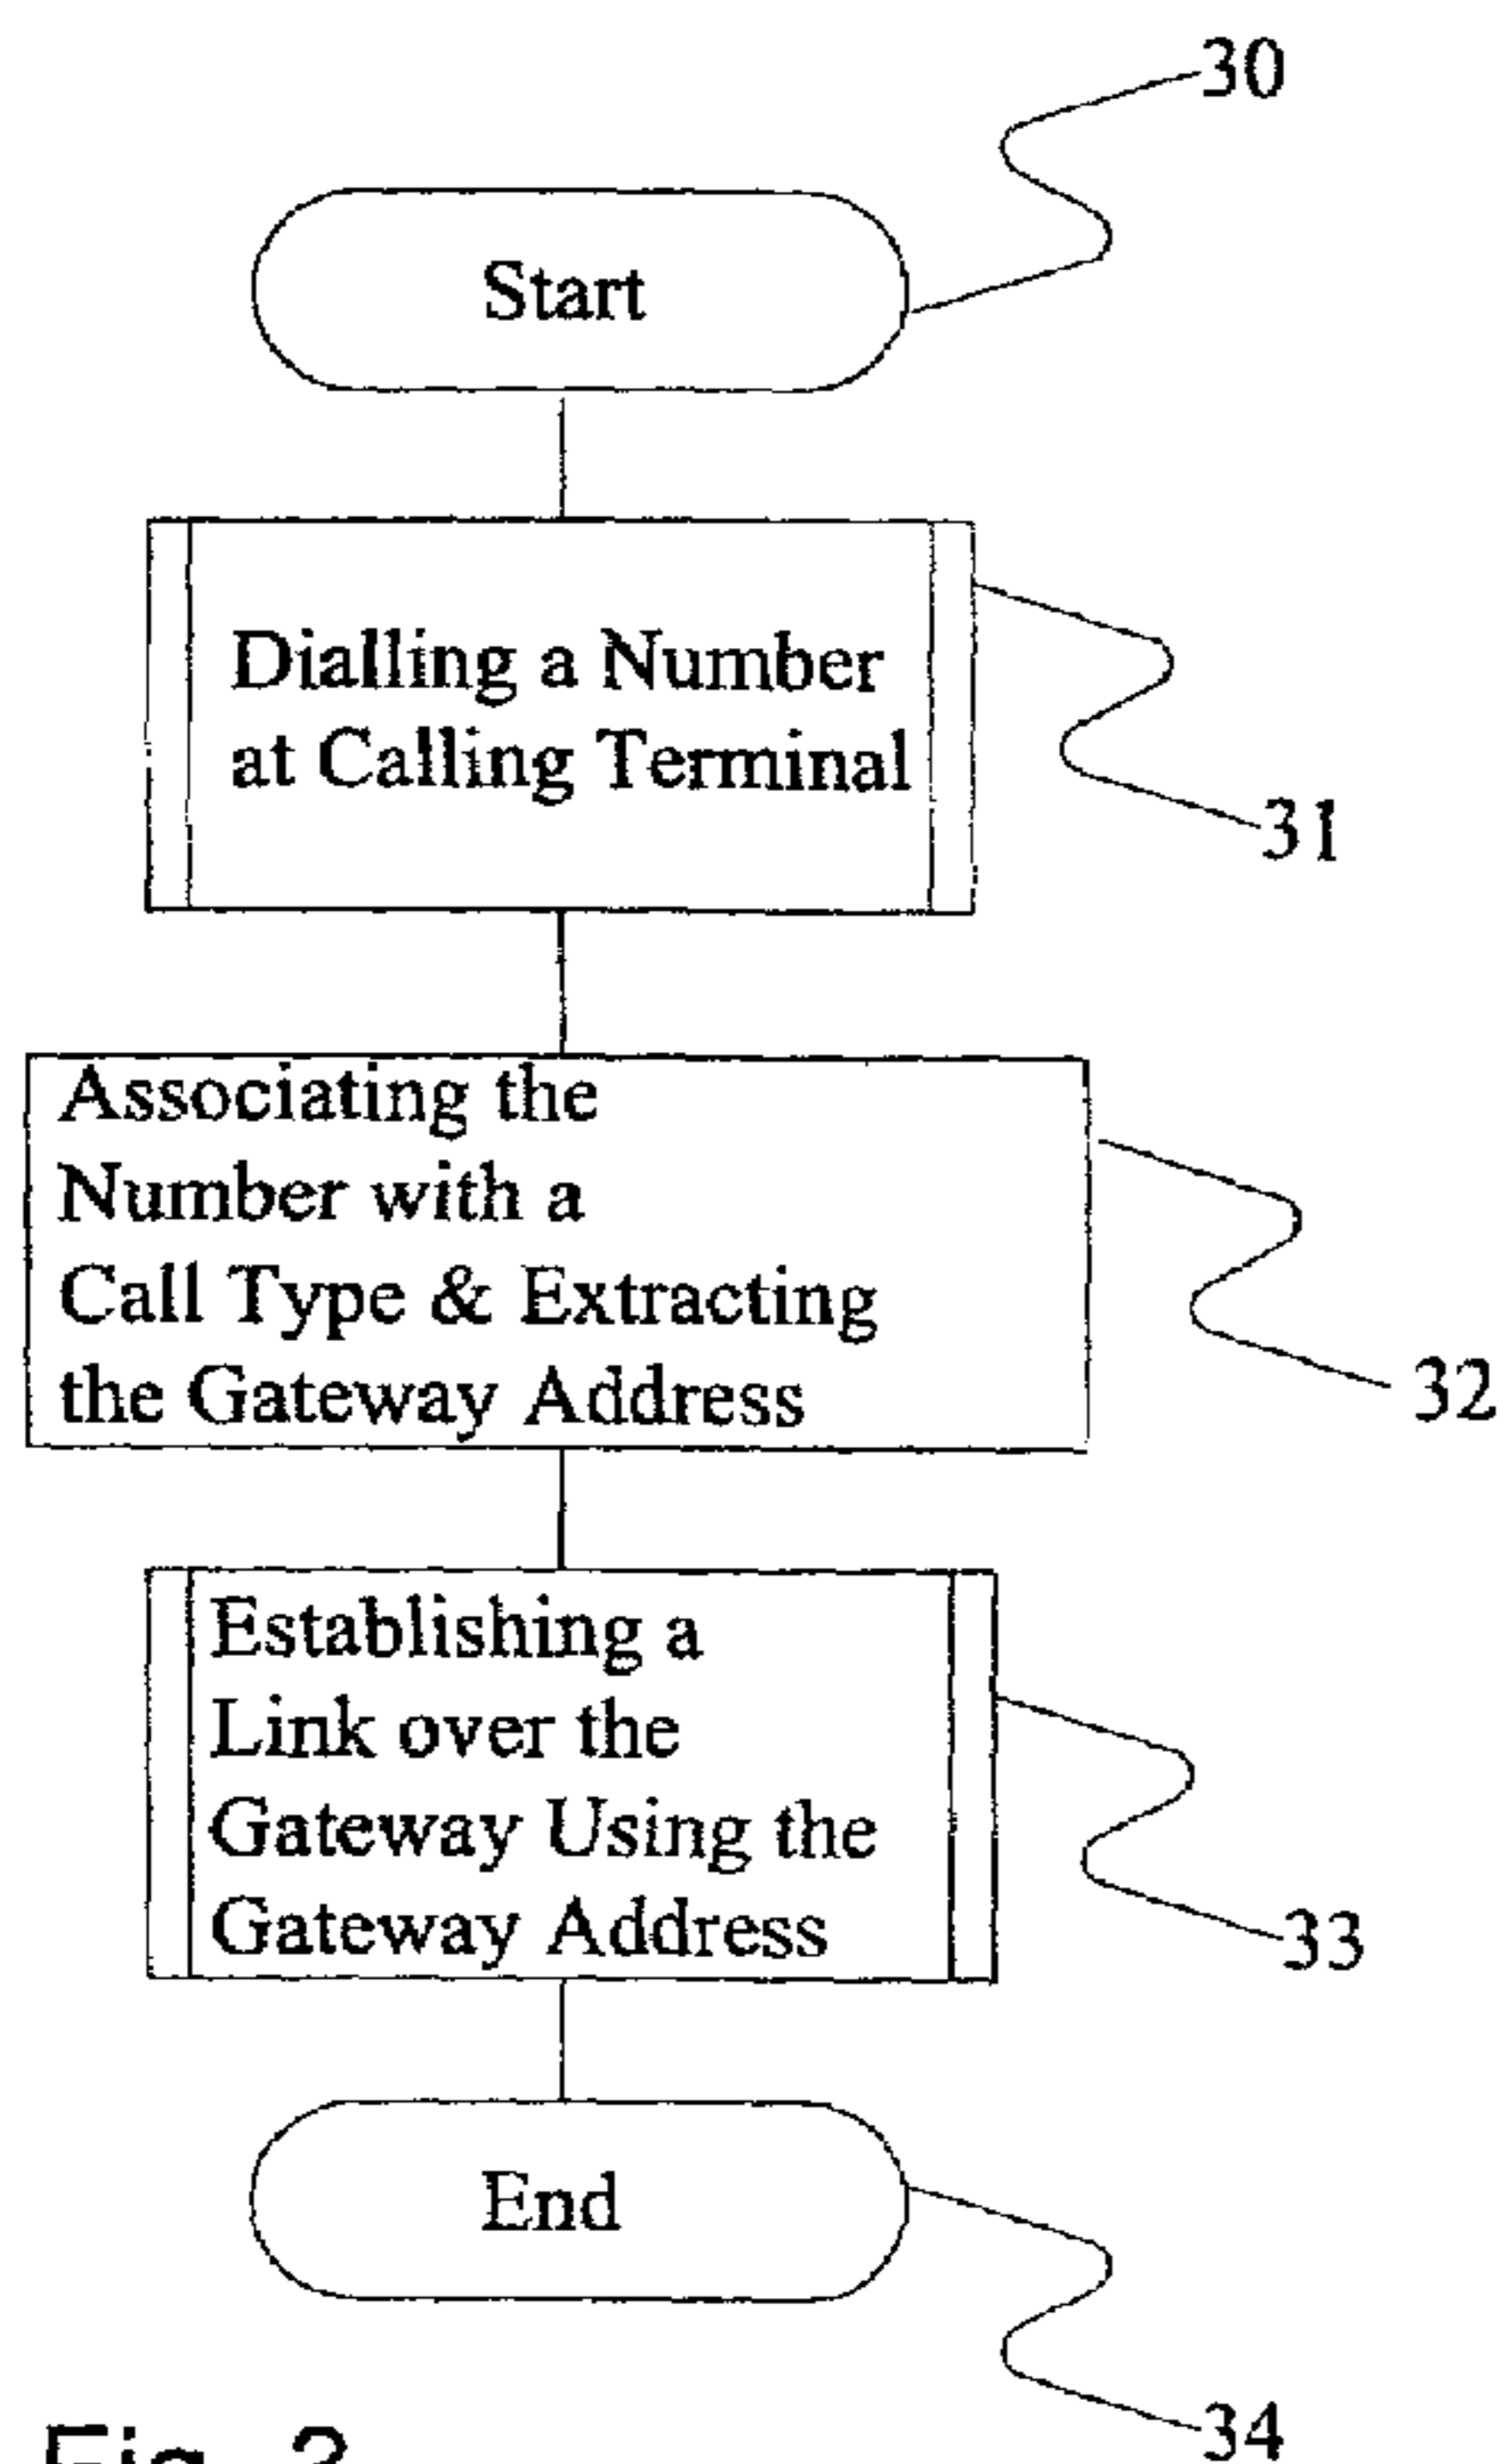 30
Start
Dialling a Number
at Calling Terminal
31
Associating the
Number with a
Call Type & Extracting
the Gateway Address
32
Establishing a
Link over the
Gateway Using the
Gateway Address
33
End
34